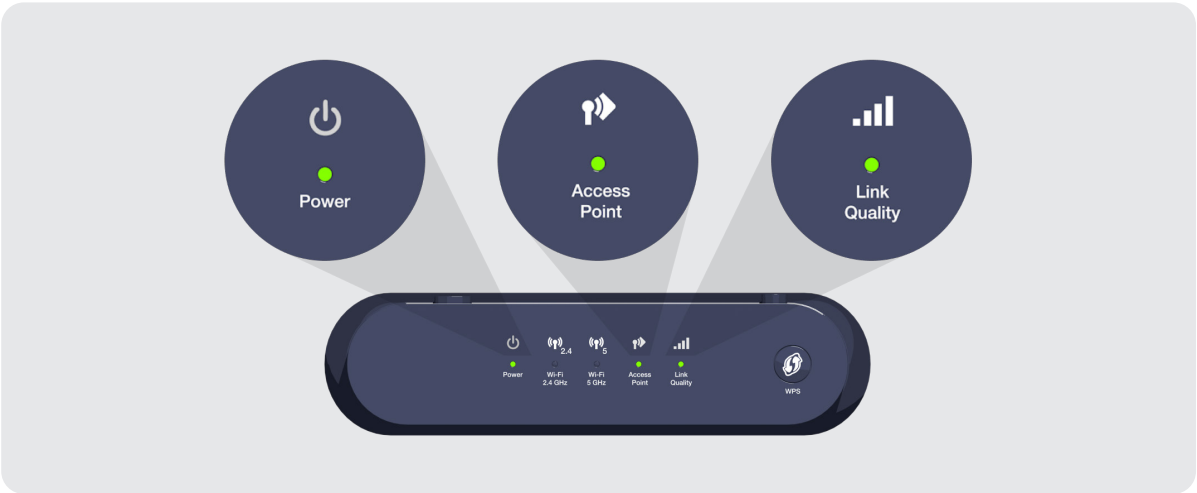 Power
Access
Point
Link
Quality
2.4
5
Power
Wi-Fi
2.4 GHz
Wi-Fi
5 GHz
Access
Point
Link
Quality
WPS